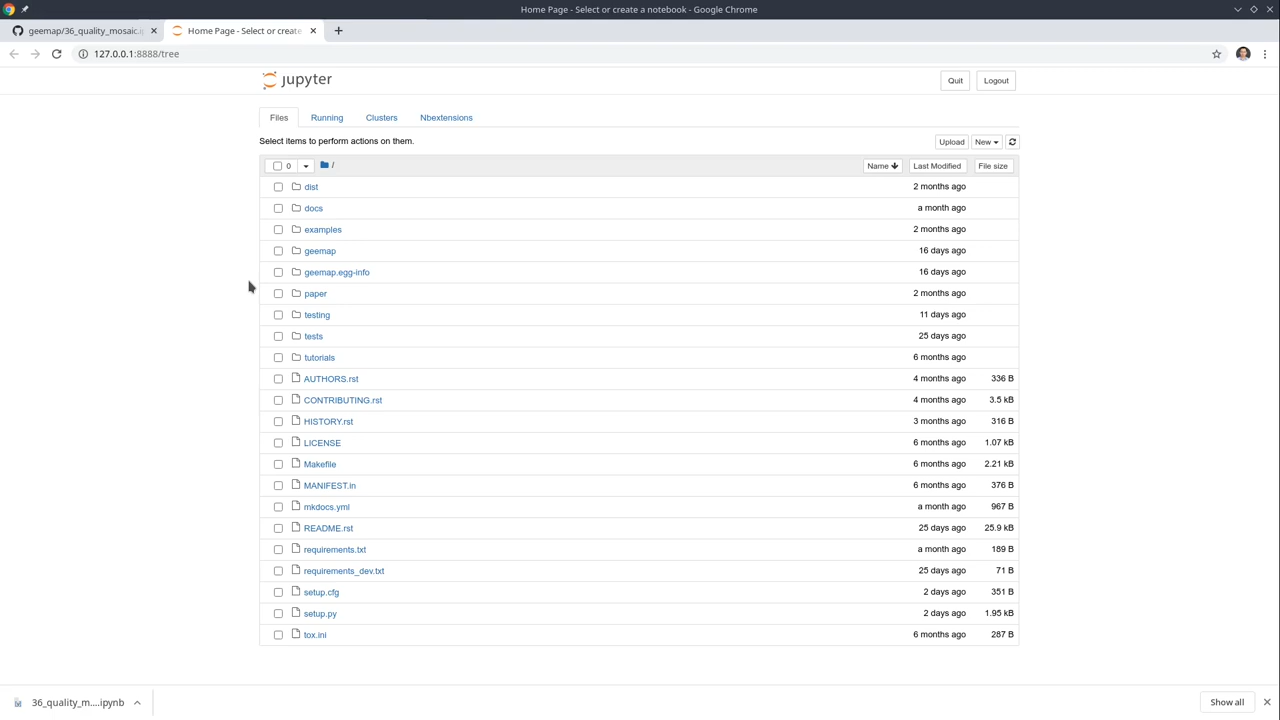 Home Page - Select or create a notebook - Google Chrome
geemap/36_quality_mosaic.i
Home Page - Select or create
127.0.0.1:8888/tree
jupyter
Quit Logout
Files Running Clusters Nbextensions
Select items to perform actions on them.
Upload New
0 / Name Last Modified File size
dist 2 months ago
docs a month ago
examples 2 months ago
geemap 16 days ago
geemap.egg-info 16 days ago
paper 2 months ago
testing 11 days ago
tests 25 days ago
tutorials 6 months ago
AUTHORS.rst 4 months ago 336 B
CONTRIBUTING.rst 4 months ago 3.5 kB
HISTORY.rst 3 months ago 316 B
LICENSE 6 months ago 1.07 kB
Makefile 6 months ago 2.21 kB
MANIFEST.in 6 months ago 376 B
mkdocs.yml a month ago 967 B
README.rst 25 days ago 25.9 kB
requirements.txt a month ago 189 B
requirements_dev.txt 25 days ago 71 B
setup.cfg 2 days ago 351 B
setup.py 2 days ago 1.95 kB
tox.ini 6 months ago 287 B
36_quality_m....ipynb
Show all